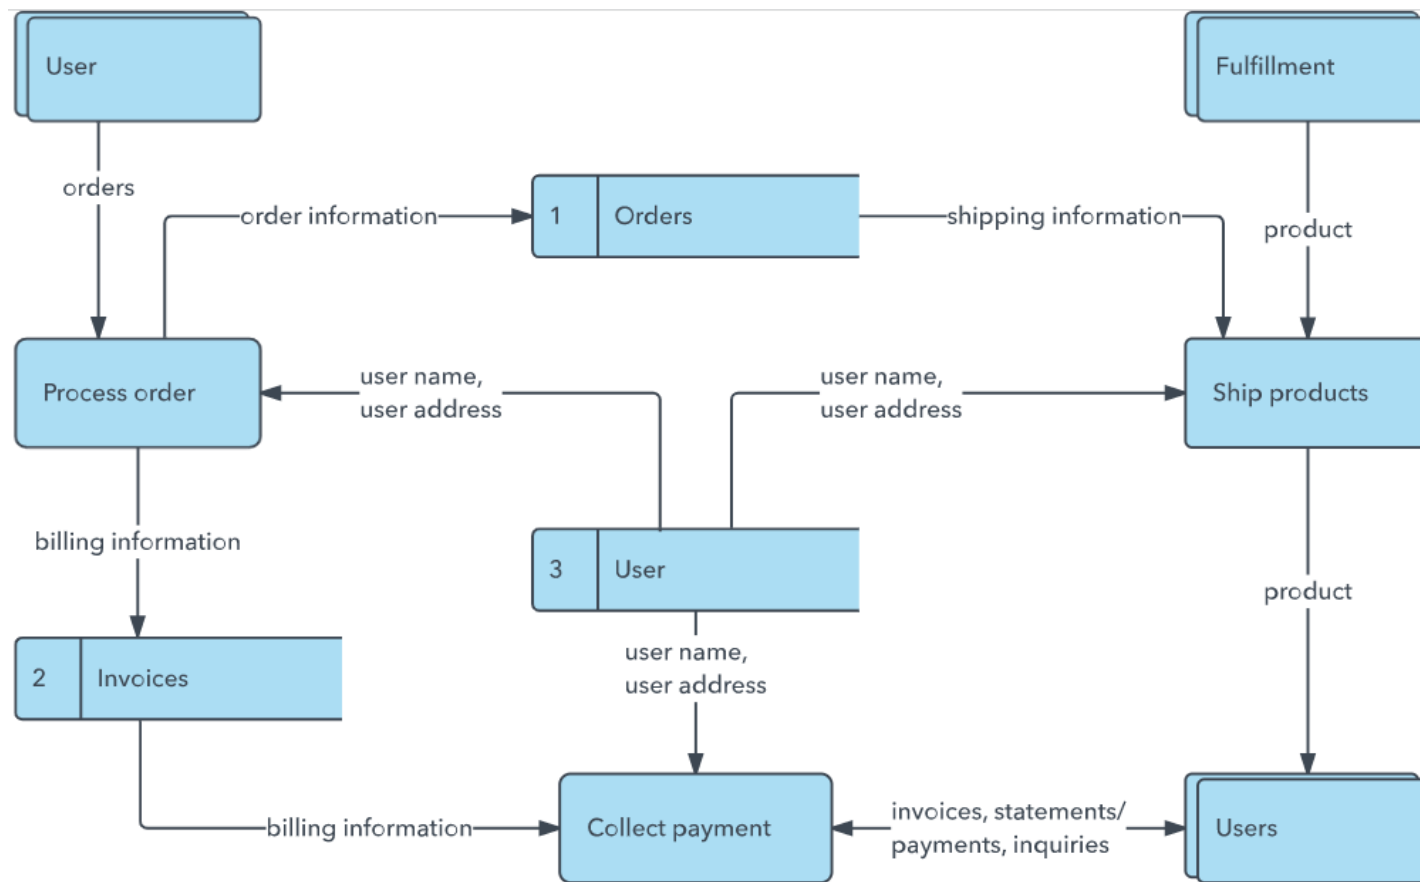 User
Fulfillment
orders
order information
1 Orders
shipping information
product
Process order
user name,
user address
user name,
user address
Ship products
billing information
3 User
product
user name,
user address
2 Invoices
billing information
Collect payment
invoices, statements/
payments, inquiries
Users